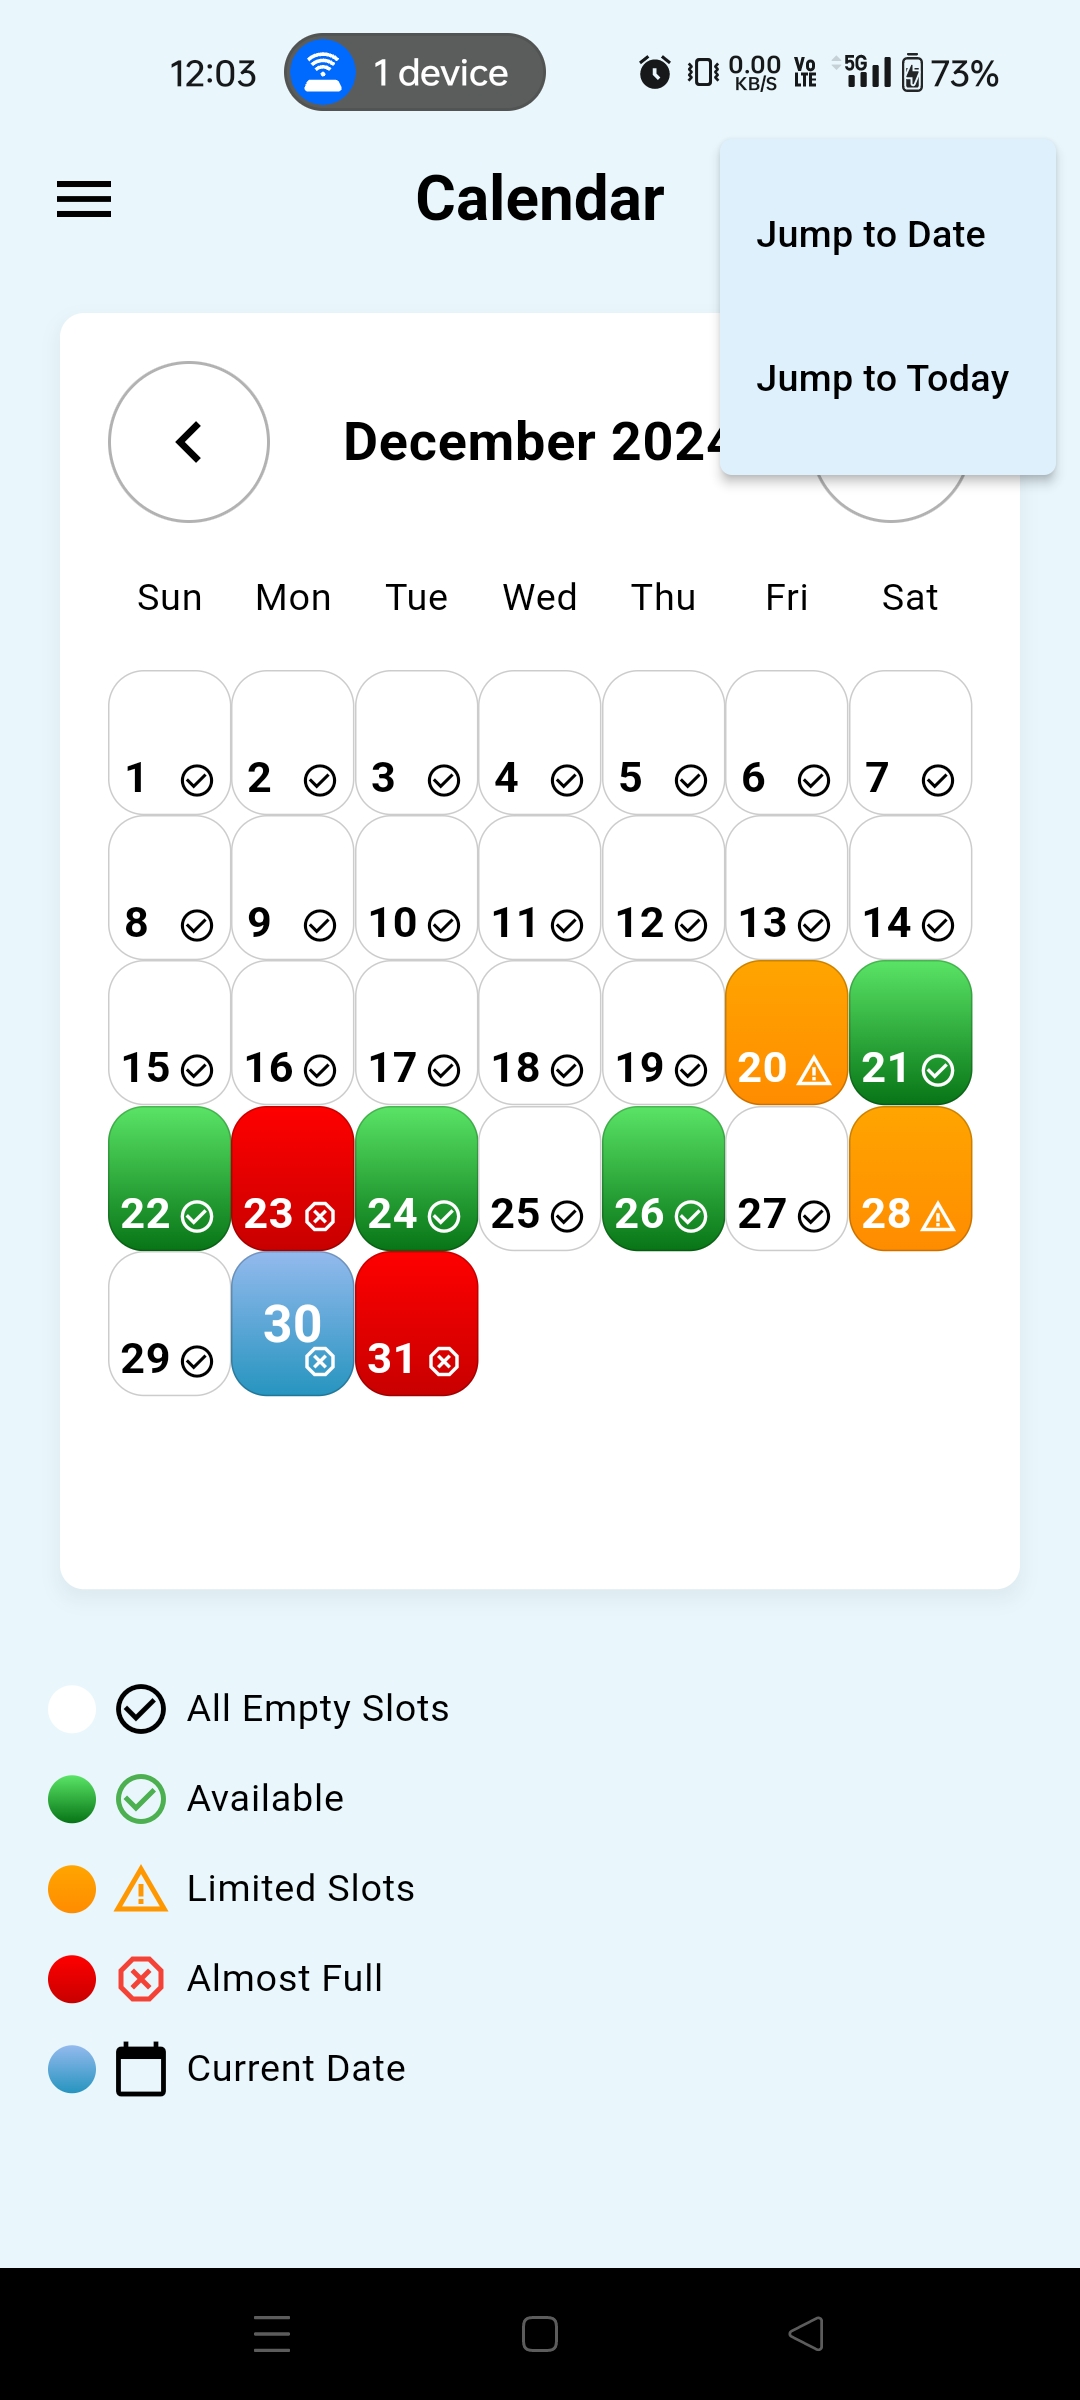 12:03 1 device 0.00 KB/S Vo LTE 5G 73%
Calendar
Jump to Date
Jump to Today
December 2024
Sun Mon Tue Wed Thu Fri Sat
1 2 3 4 5 6 7
8 9 10 11 12 13 14
15 16 17 18 19 20 21
22 23 24 25 26 27 28
29 30 31
All Empty Slots
Available
Limited Slots
Almost Full
Current Date